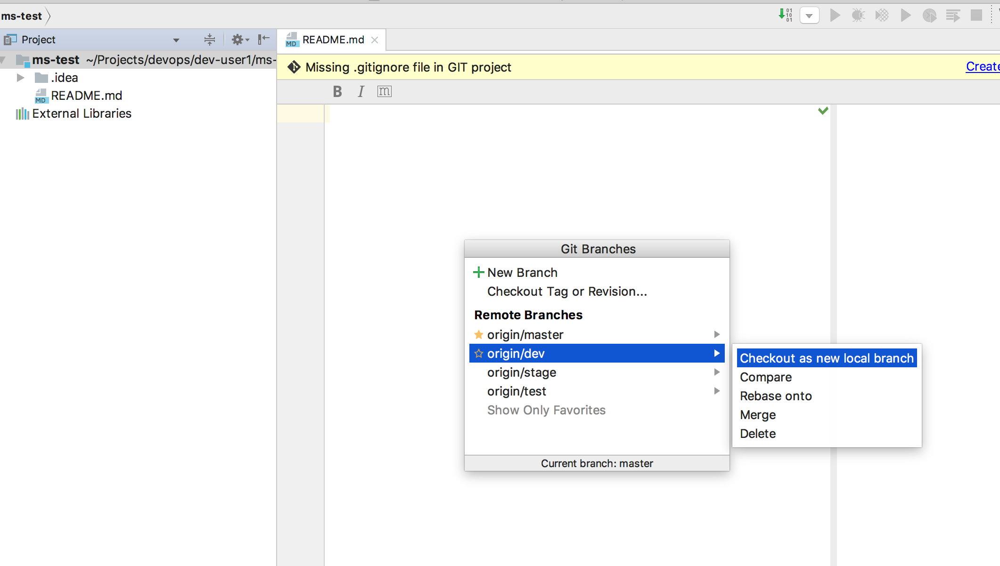 ms-test
Project
README.md
ms-test ~/Projects/devops/dev-user1/ms-
Missing .gitignore file in GIT project
Create
.idea
MD README.md
B I m
External Libraries
Git Branches
New Branch
Checkout Tag or Revision...
Remote Branches
origin/master
origin/dev
Checkout as new local branch
origin/stage
Compare
origin/test
Rebase onto
Show Only Favorites
Merge
Delete
Current branch: master